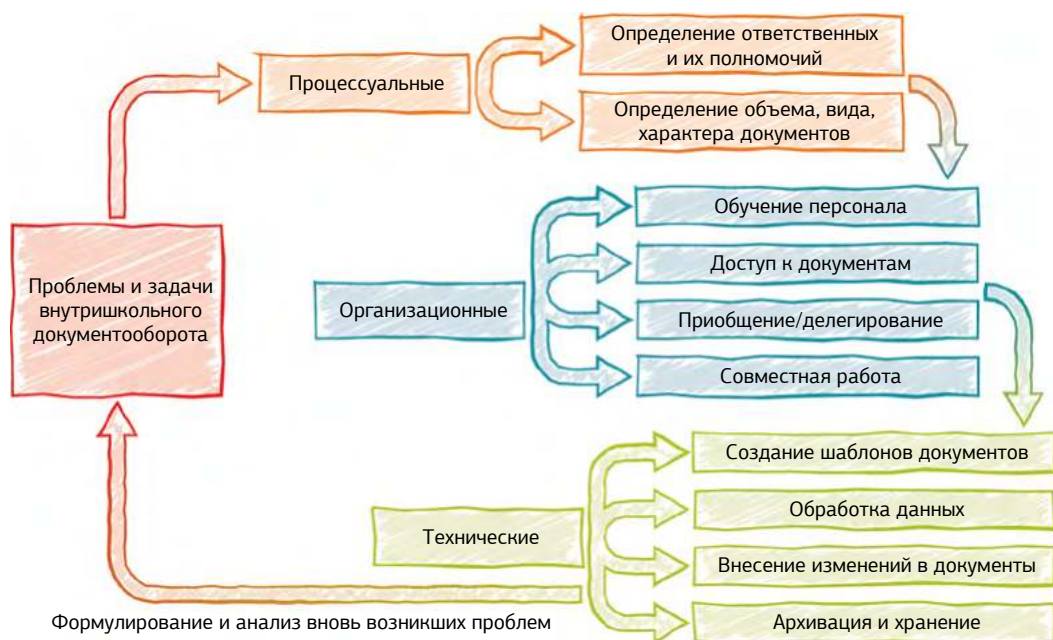 Определение ответственных
и их полномочий
Процессуальные
Определение объема, вида,
характера документов
Обучение персонала
Проблемы и задачи
внутришкольного
документооборота
Доступ к документам
Организационные
Приобщение/делегирование
Совместная работа
Создание шаблонов документов
Обработка данных
Технические
Внесение изменений в документы
Формулирование и анализ вновь возникших проблем
Архивация и хранение